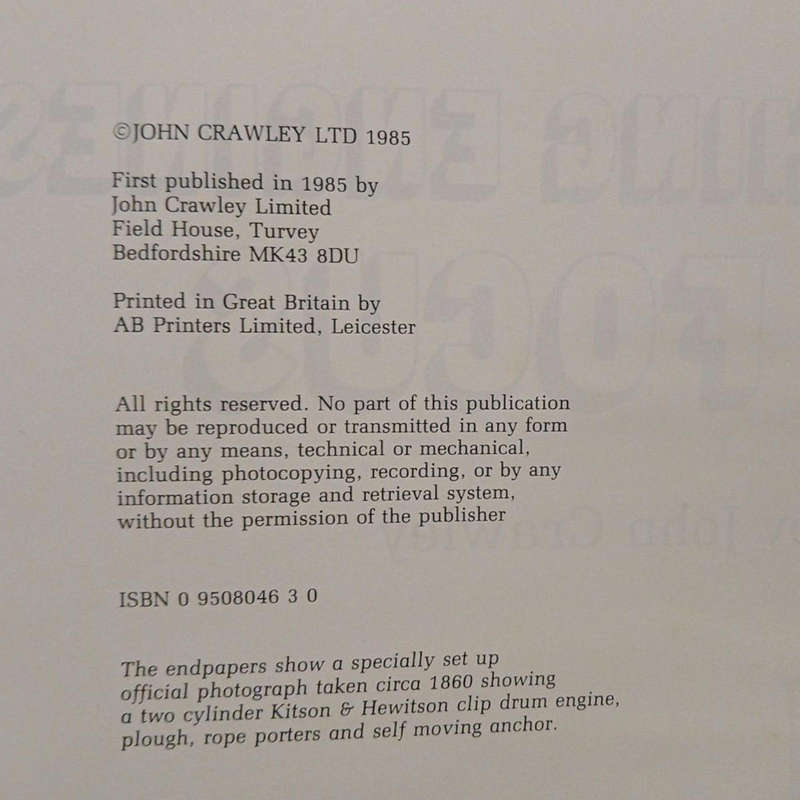 ©JOHN CRAWLEY LTD 1985
First published in 1985 by
John Crawley Limited
Field House, Turvey
Bedfordshire MK43 8DU
Printed in Great Britain by
AB Printers Limited, Leicester
All rights reserved. No part of this publication
may be reproduced or transmitted in any form
or by any means, technical or mechanical,
including photocopying, recording, or by any
information storage and retrieval system,
without the permission of the publisher
ISBN 0 9508046 3 0
The endpapers show a specially set up
official photograph taken circa 1860 showing
a two cylinder Kitson & Hewitson clip drum engine,
plough, rope porters and self moving anchor.